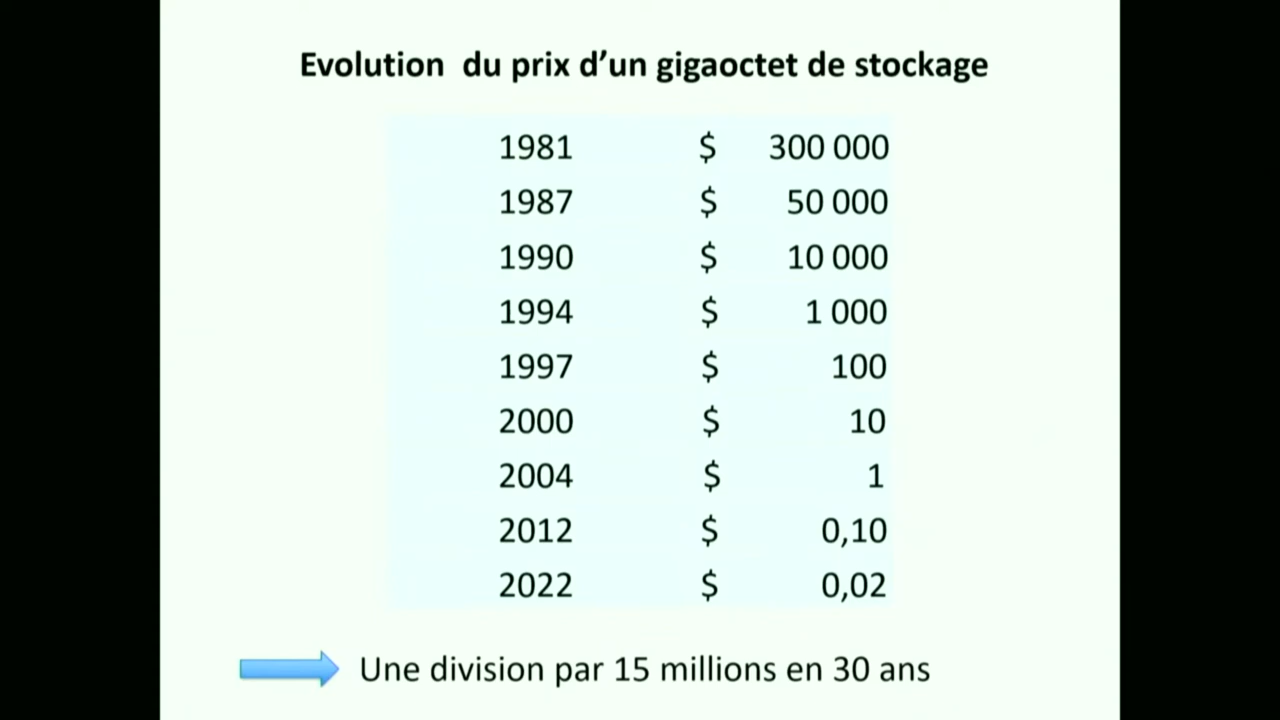 Evolution du prix d’un gigaoctet de stockage
1981 $ 300 000
1987 $ 50 000
1990 $ 10 000
1994 $ 1 000
1997 $ 100
2000 $ 10
2004 $ 1
2012 $ 0,10
2022 $ 0,02
Une division par 15 millions en 30 ans